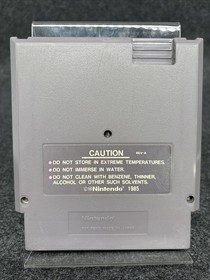 CAUTION
• DO NOT STORE IN EXTREME TEMPERATURES.
• DO NOT IMMERSE IN WATER.
• DO NOT CLEAN WITH BENZENE, THINNER,
ALCOHOL OR OTHER SUCH SOLVENTS.
©®Nintendo 1985